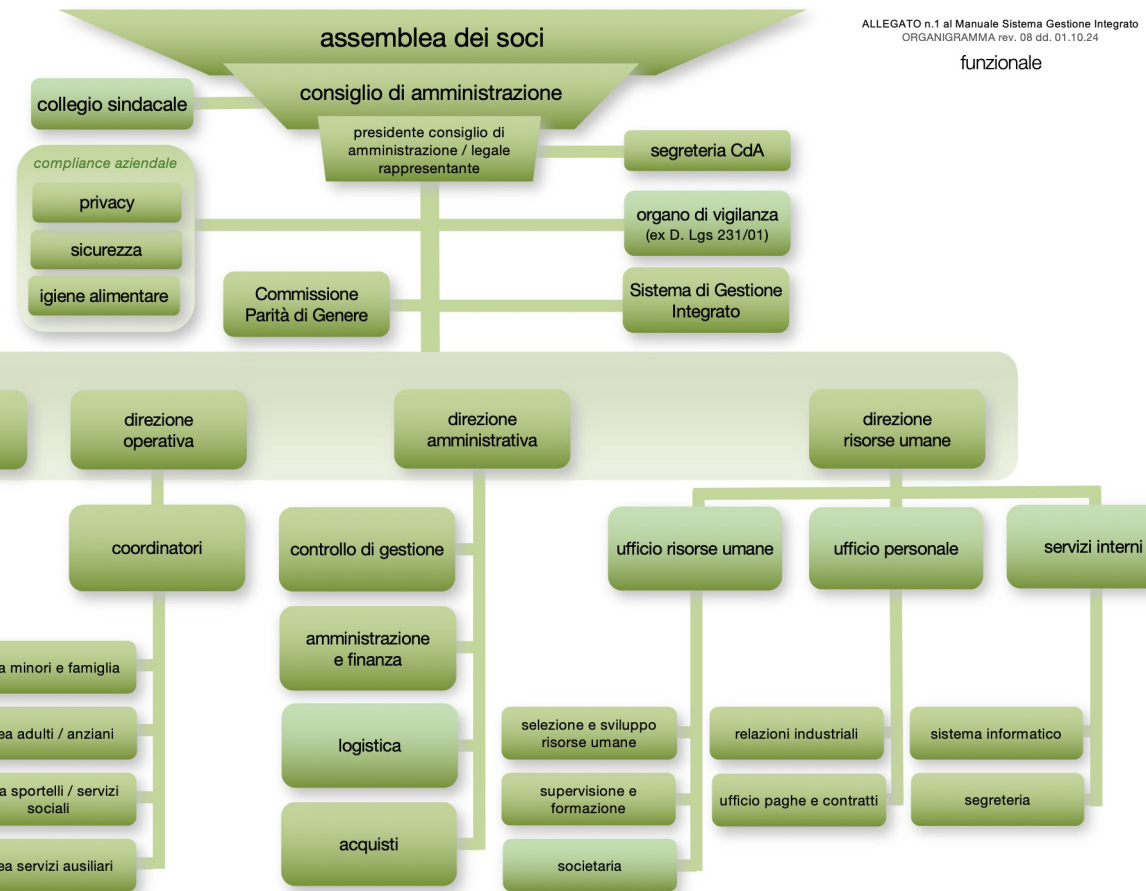 ALLEGATO n.1 al Manuale Sistema Gestione Integrato
ORGANIGRAMMA rev. 08 dd. 01.10.24
funzionale
assemblea dei soci
consiglio di amministrazione
collegio sindacale
presidente consiglio di
amministrazione / legale
rappresentante
segreteria CdA
compliance aziendale
privacy
sicurezza
igiene alimentare
organo di vigilanza
(ex D. Lgs 231/01)
Commissione
Parità di Genere
Sistema di Gestione
Integrato
direzione
operativa
direzione
amministrativa
direzione
risorse umane
coordinatori
controllo di gestione
ufficio risorse umane
ufficio personale
servizi interni
amministrazione
e finanza
a minori e famiglia
ea adulti / anziani
a sportelli / servizi
sociali
ea servizi ausiliari
logistica
acquisti
selezione e sviluppo
risorse umane
relazioni industriali
sistema informatico
supervisione e
formazione
ufficio paghe e contratti
segreteria
societaria